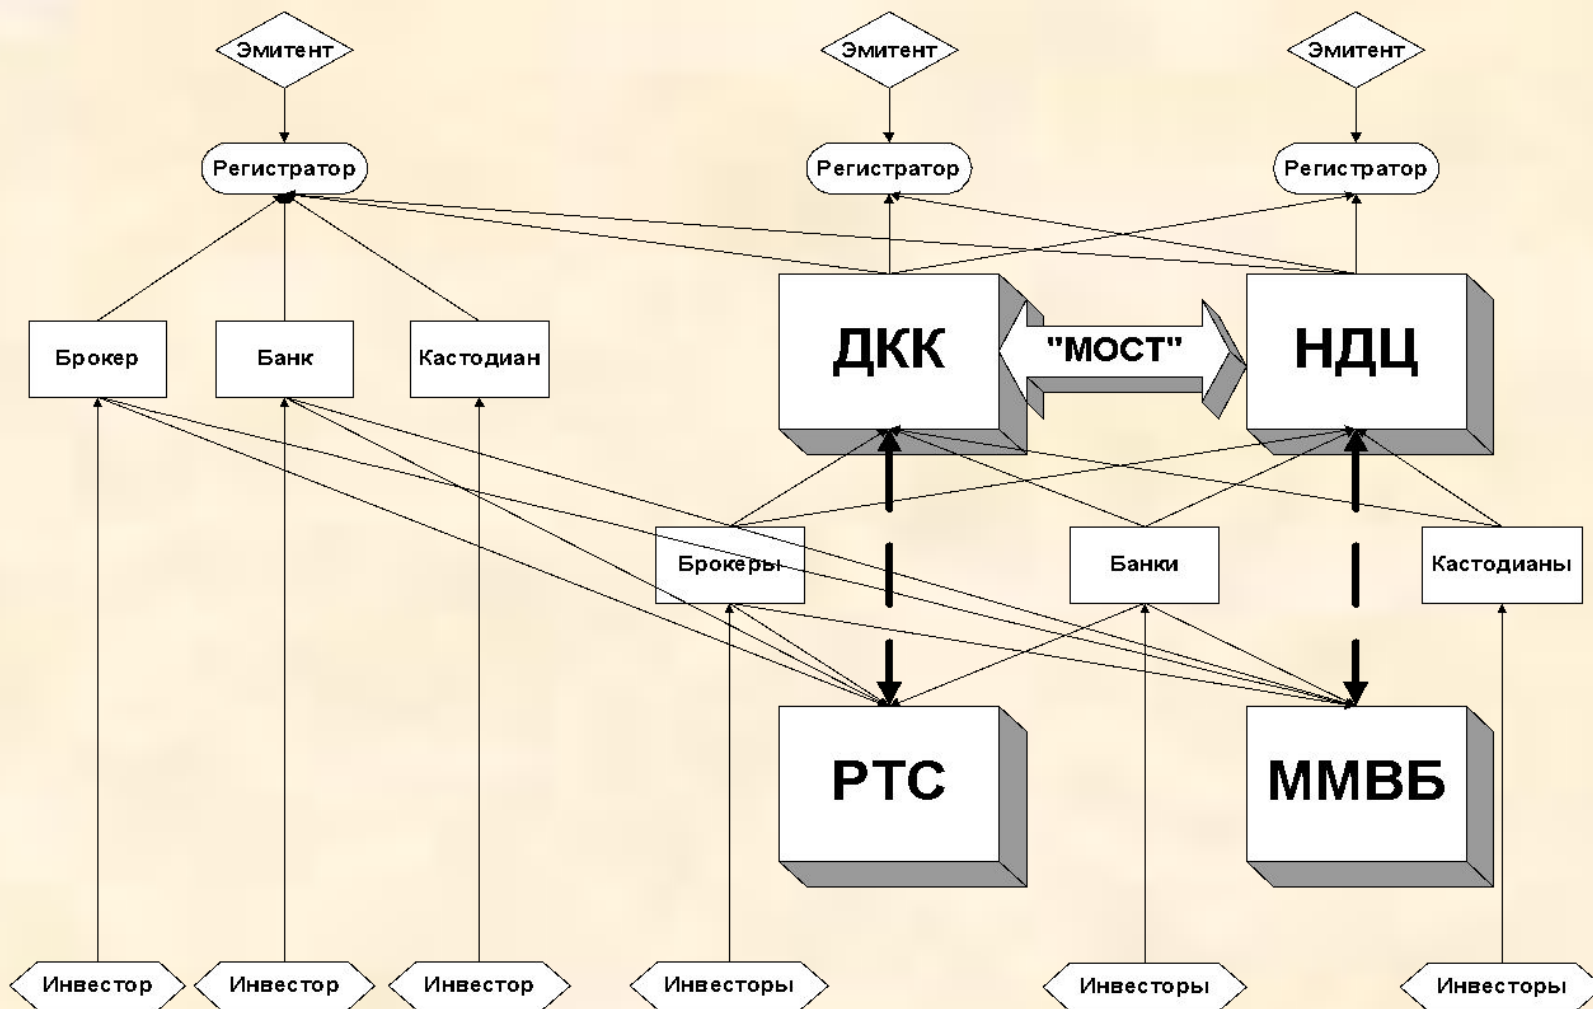 Эмитент
Эмитент
Эмитент
Регистратор
Регистратор
Регистратор
Брокер
Банк
Кастодиан
ДКК
"МОСТ"
НДЦ
Брокеры
Банки
Кастодианы
РТС
ММВБ
Инвестор
Инвестор
Инвестор
Инвесторы
Инвесторы
Инвесторы